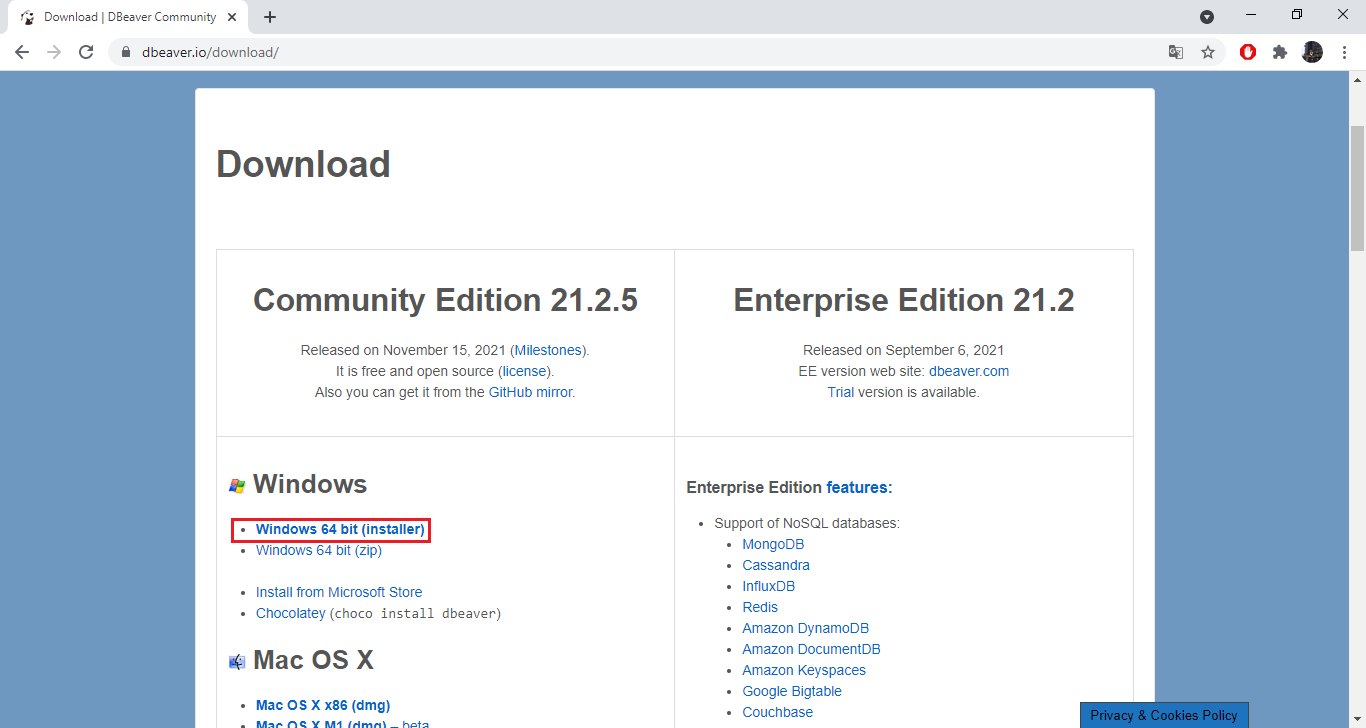 Download | DBeaver Community
dbeaver.io/download/
Download
Community Edition 21.2.5
Released on November 15, 2021 (Milestones).
It is free and open source (license).
Also you can get it from the GitHub mirror.
Enterprise Edition 21.2
Released on September 6, 2021
EE version web site: dbeaver.com
Trial version is available.
Windows
Windows 64 bit (installer)
Windows 64 bit (zip)
Install from Microsoft Store
Chocolatey (choco install dbeaver)
Mac OS X
Mac OS X x86 (dmg)
Mac OS X M1 (dmg) – beta
Enterprise Edition features:
Support of NoSQL databases:
MongoDB
Cassandra
InfluxDB
Redis
Amazon DynamoDB
Amazon DocumentDB
Amazon Keyspaces
Google Bigtable
Couchbase
Privacy & Cookies Policy